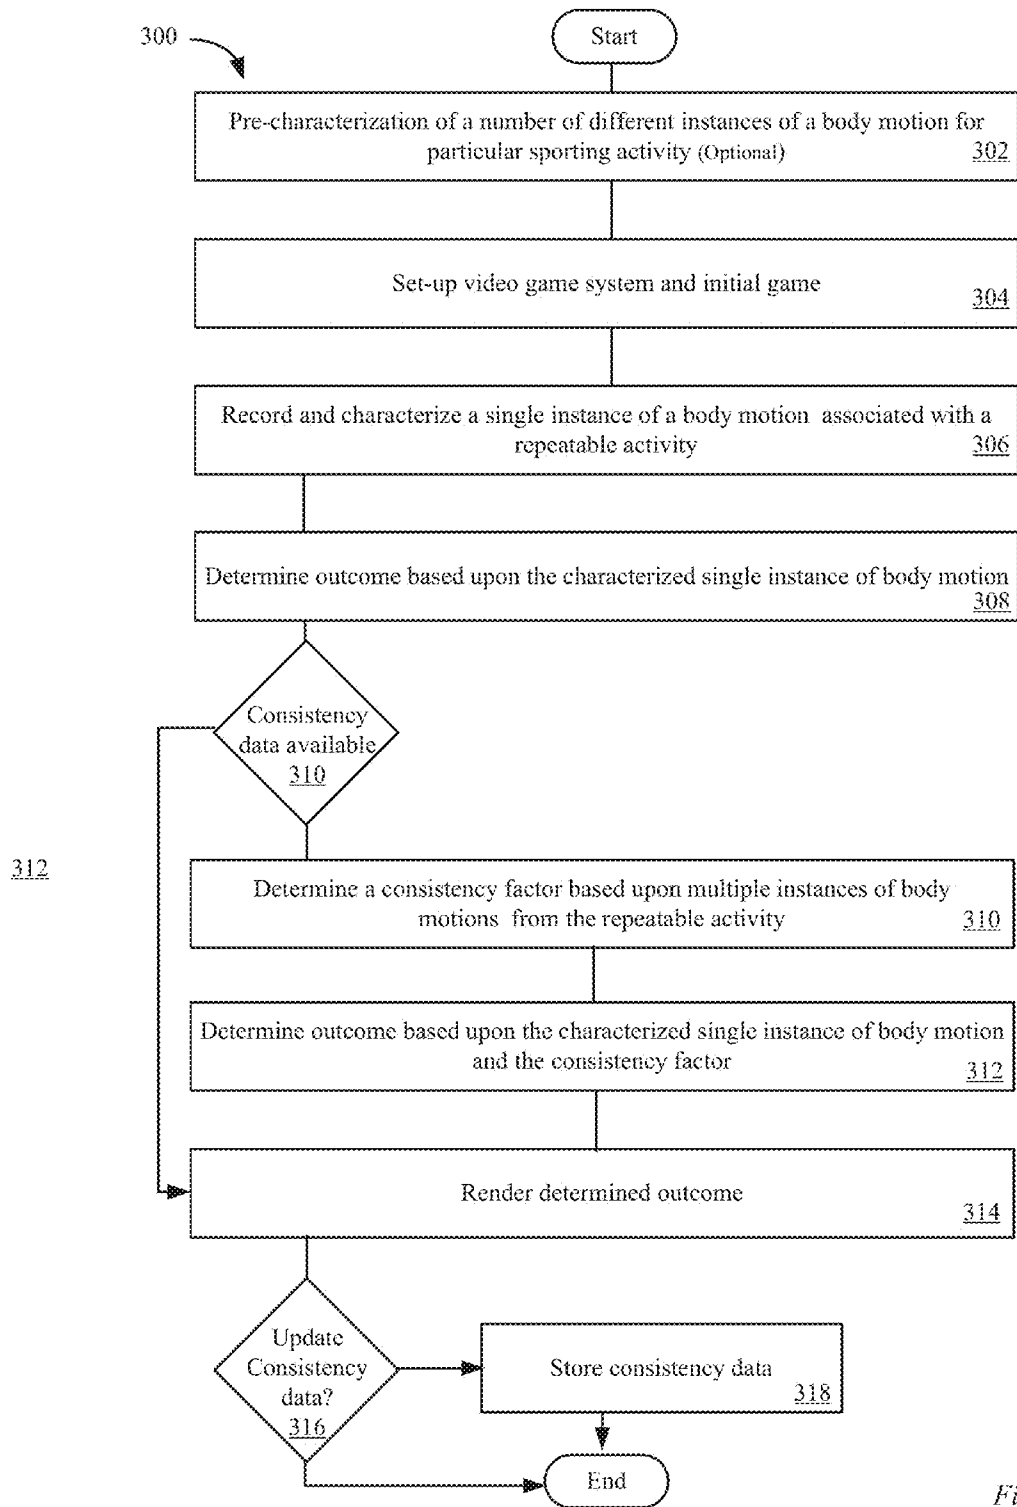 300
Start
Pre-characterization of a number of different instances of a body motion for
particular sporting activity (Optional)
302
Set-up video game system and initial game
304
Record and characterize a single instance of a body motion associated with a
repeatable activity
306
Determine outcome based upon the characterized single instance of body motion
308
Consistency
data available
310
312
Determine a consistency factor based upon multiple instances of body
motions from the repeatable activity
310
Determine outcome based upon the characterized single instance of body motion
and the consistency factor
312
Render determined outcome
314
Update
Consistency
data?
316
Store consistency data
318
End